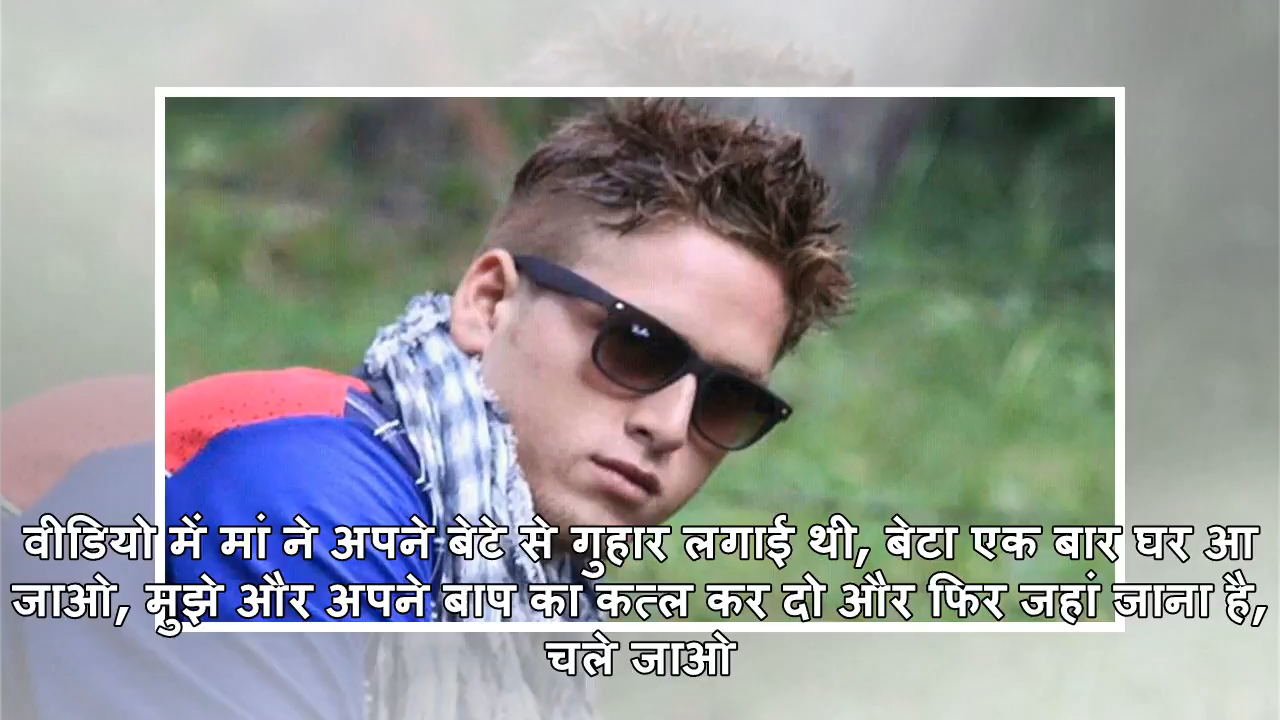 वीडियो में मां ने अपने बेटे से गुहार लगाई थी, बेटा एक बार घर आ
जाओ, मुझे और अपने बाप का कत्ल कर दो और फिर जहां जाना है,
चले जाओ